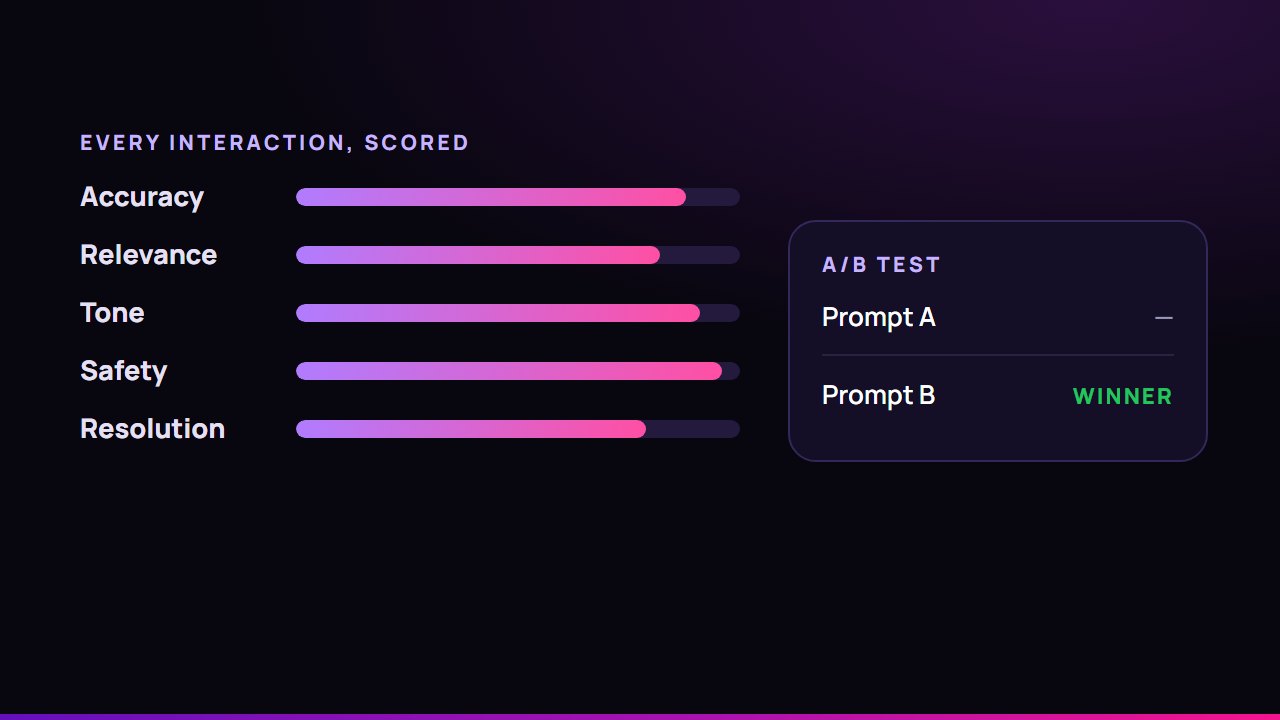 EVERY INTERACTION, SCORED
Accuracy
Relevance
Tone
Safety
Resolution
A/B TEST
Prompt A —
Prompt B WINNER